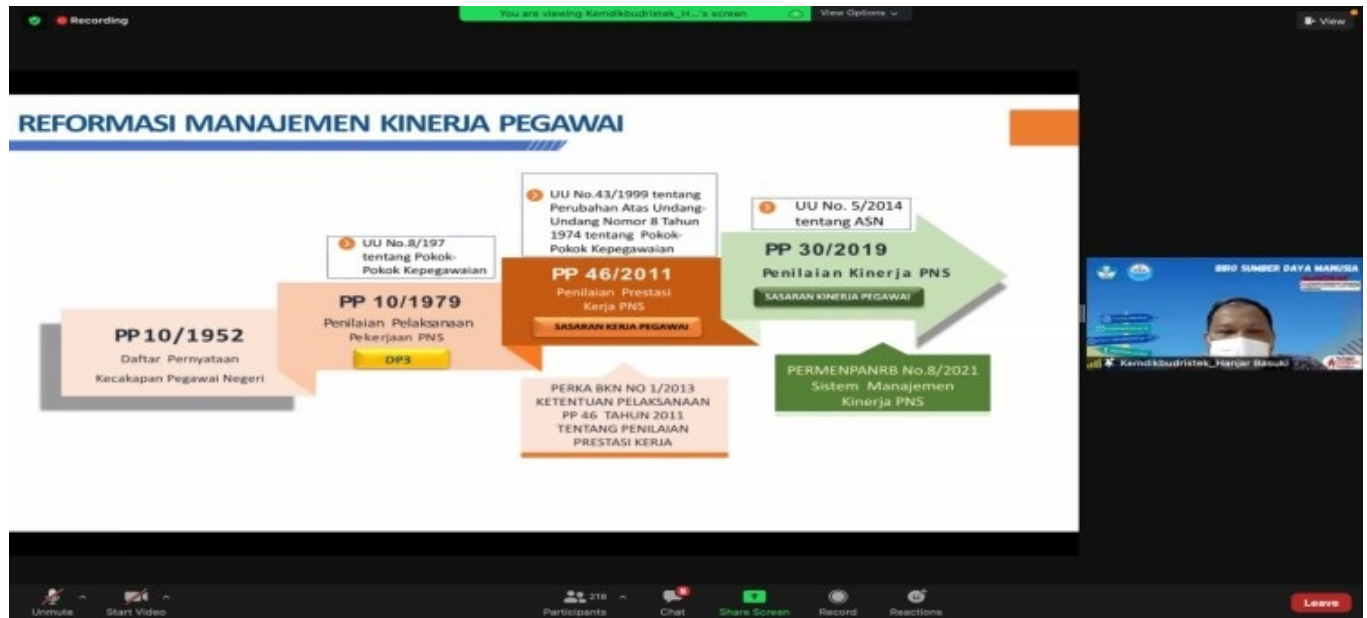 Recording
You are viewing Kemdikbudristek_H...'s screen
View Options
View
REFORMASI MANAJEMEN KINERJA PEGAWAI
PP 10/1952
Daftar Pernyataan
Kecakapan Pegawai Negeri
UU No.8/197
tentang Pokok-
Pokok Kepegawaian
PP 10/1979
Penilaian Pelaksanaan
Pekerjaan PNS
DP3
UU No.43/1999 tentang
Perubahan Atas Undang-
Undang Nomor 8 Tahun
1974 tentang Pokok-
Pokok Kepegawaian
PP 46/2011
Penilaian Prestasi
Kerja PNS
SASARAN KERJA PEGAWAI
PERKA BKN NO 1/2013
KETENTUAN PELAKSANAAN
PP 46 TAHUN 2011
TENTANG PENILAIAN
PRESTASI KERJA
UU No. 5/2014
tentang ASN
PP 30/2019
Penilaian Kinerja PNS
SASARAN KINERJA PEGAWAI
PERMENPANRB No.8/2021
Sistem Manajemen
Kinerja PNS
BIRO SUMBER DAYA MANUSIA
Kemdikbudristek_Hanjar Basuki
Unmute
Start Video
218
Participants
Chat
Share Screen
Record
Reactions
Leave